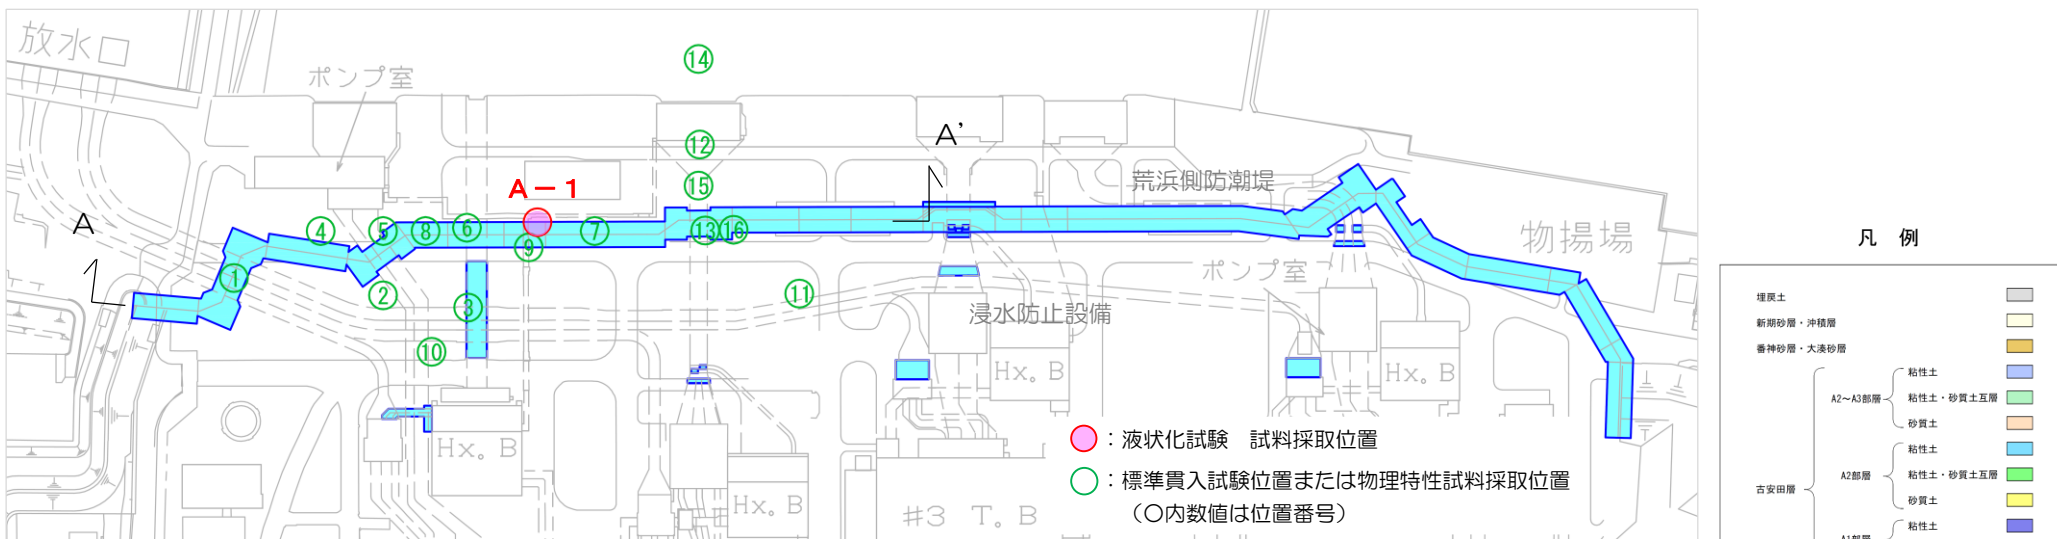 放水口
ポンプ室
⑭
A'
⑫
荒浜側防潮堤
A－1
⑮
A
④
⑤
⑧
⑥
⑨
⑦
⑬
⑯
物揚場
①
②
③
⑪
ポンプ室
浸水防止設備
⑩
Hx. B
Hx. B
Hx. B
Hx. B
#3 T. B
：液状化試験　試料採取位置
：標準貫入試験位置または物理特性試料採取位置
（○内数値は位置番号）
凡　例
埋戻土
新期砂層・沖積層
番神砂層・大湊砂層
古安田層
A2～A3部層
粘性土
粘性土・砂質土互層
砂質土
A2部層
粘性土
粘性土・砂質土互層
砂質土
A1部層
粘性土